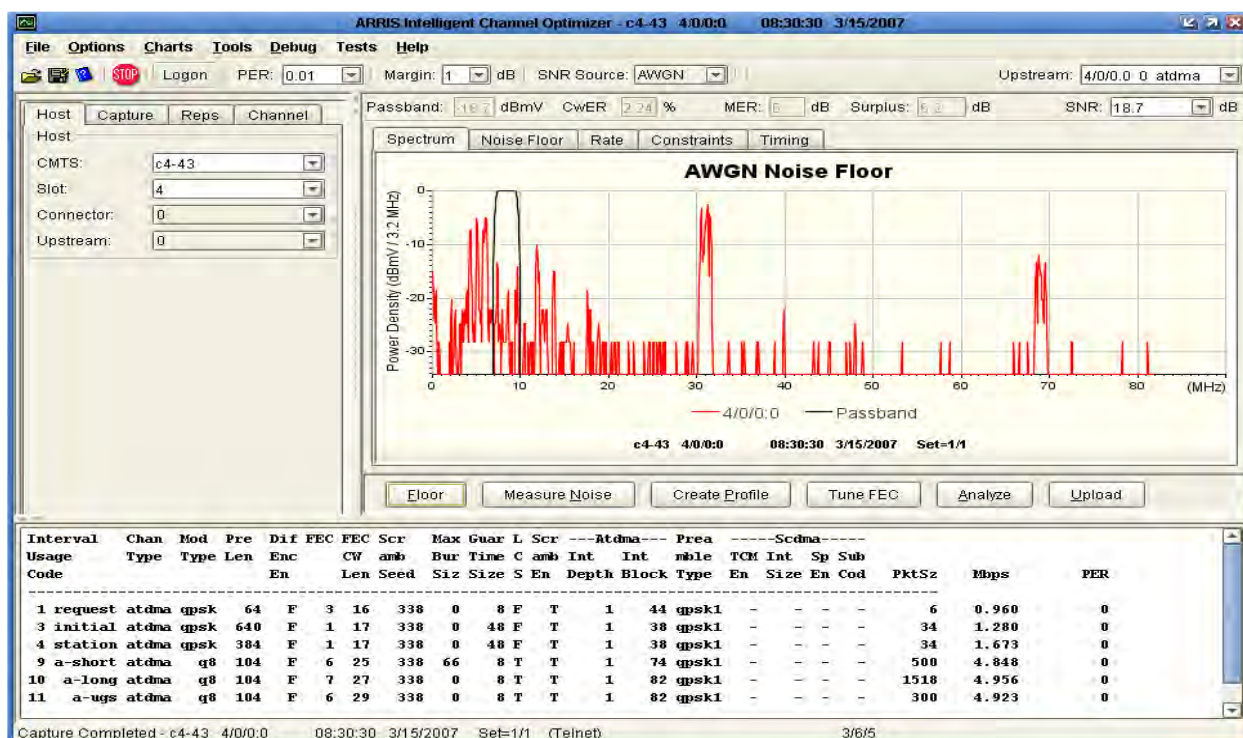 ARRIS Intelligent Channel Optimizer - c4-43 4/0/0:0 08:30:30 3/15/2007
File Options Charts Tools Debug Tests Help
STOP Logon PER: 0.01 Margin: 1 dB SNR Source: AWGN Upstream: 4/0/0.0 0 atdma
Host Capture Reps Channel
Passband: -18.7 dBmV CwER 2.24 % MER: dB Surplus: dB SNR: 18.7 dB
Host
CMTS: c4-43
Slot: 4
Connector: 0
Upstream: 0
Spectrum Noise Floor Rate Constraints Timing
AWGN Noise Floor
Power Density (dBmV / 3.2 MHz)
0
-10
-20
-30
0 10 20 30 40 50 60 70 80 (MHz)
4/0/0:0 Passband
c4-43 4/0/0:0 08:30:30 3/15/2007 Set=1/1
Floor Measure Noise Create Profile Tune FEC Analyze Upload
Interval Chan Mod Pre Dif FEC FEC Scr Max Guar L Scr ---Atdma--- Prea -----Scdma-----
Usage Type Type Len Enc CW amb Bur Time C amb Int Int mble TCM Int Sp Sub
Code En Len Seed Siz Size S En Depth Block Type En Size En Cod PktSz Mbps PER
1 request atdma qpsk 64 F 3 16 338 0 8 F T 1 44 qpsk1 - - - - 6 0.960 0
3 initial atdma qpsk 640 F 1 17 338 0 48 F T 1 38 qpsk1 - - - - 34 1.280 0
4 station atdma qpsk 384 F 1 17 338 0 48 F T 1 38 qpsk1 - - - - 34 1.673 0
9 a-short atdma q8 104 F 6 25 338 66 8 T T 1 74 qpsk1 - - - - 500 4.848 0
10 a-long atdma q8 104 F 7 27 338 0 8 T T 1 82 qpsk1 - - - - 1518 4.956 0
11 a-ugs atdma q8 104 F 6 29 338 0 8 T T 1 82 qpsk1 - - - - 300 4.923 0
Capture Completed - c4-43 4/0/0:0 08:30:30 3/15/2007 Set=1/1 (Telnet) 3/6/5